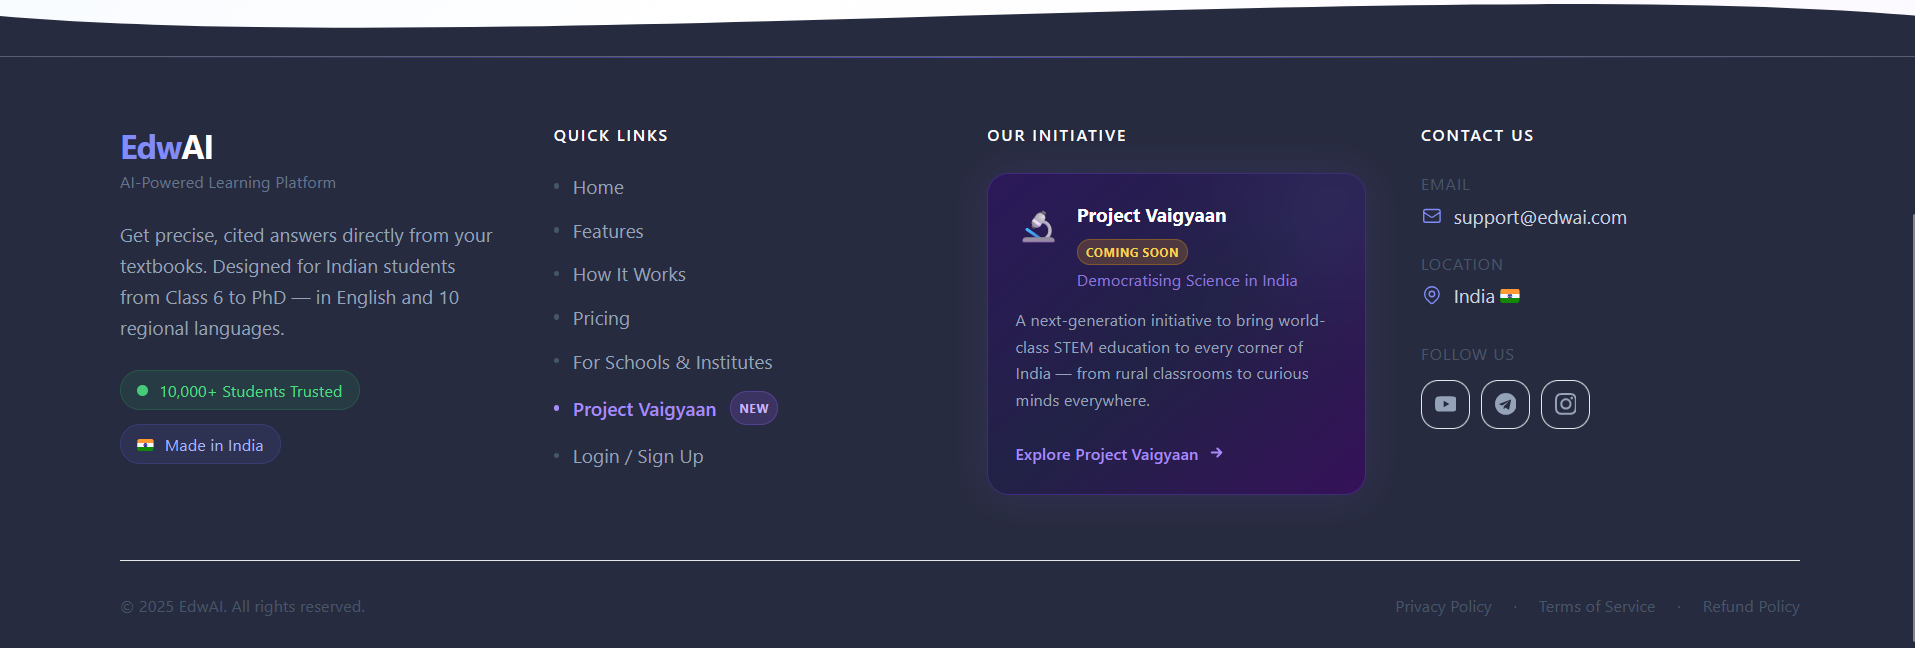 EdwAI
AI-Powered Learning Platform
Get precise, cited answers directly from your
textbooks. Designed for Indian students
from Class 6 to PhD — in English and 10
regional languages.
10,000+ Students Trusted
Made in India
QUICK LINKS
Home
Features
How It Works
Pricing
For Schools & Institutes
Project Vaigyaan NEW
Login / Sign Up
OUR INITIATIVE
Project Vaigyaan
COMING SOON
Democratising Science in India
A next-generation initiative to bring world-
class STEM education to every corner of
India — from rural classrooms to curious
minds everywhere.
Explore Project Vaigyaan →
CONTACT US
EMAIL
support@edwai.com
LOCATION
India 🇮🇳
FOLLOW US
© 2025 EdwAI. All rights reserved.
Privacy Policy · Terms of Service · Refund Policy